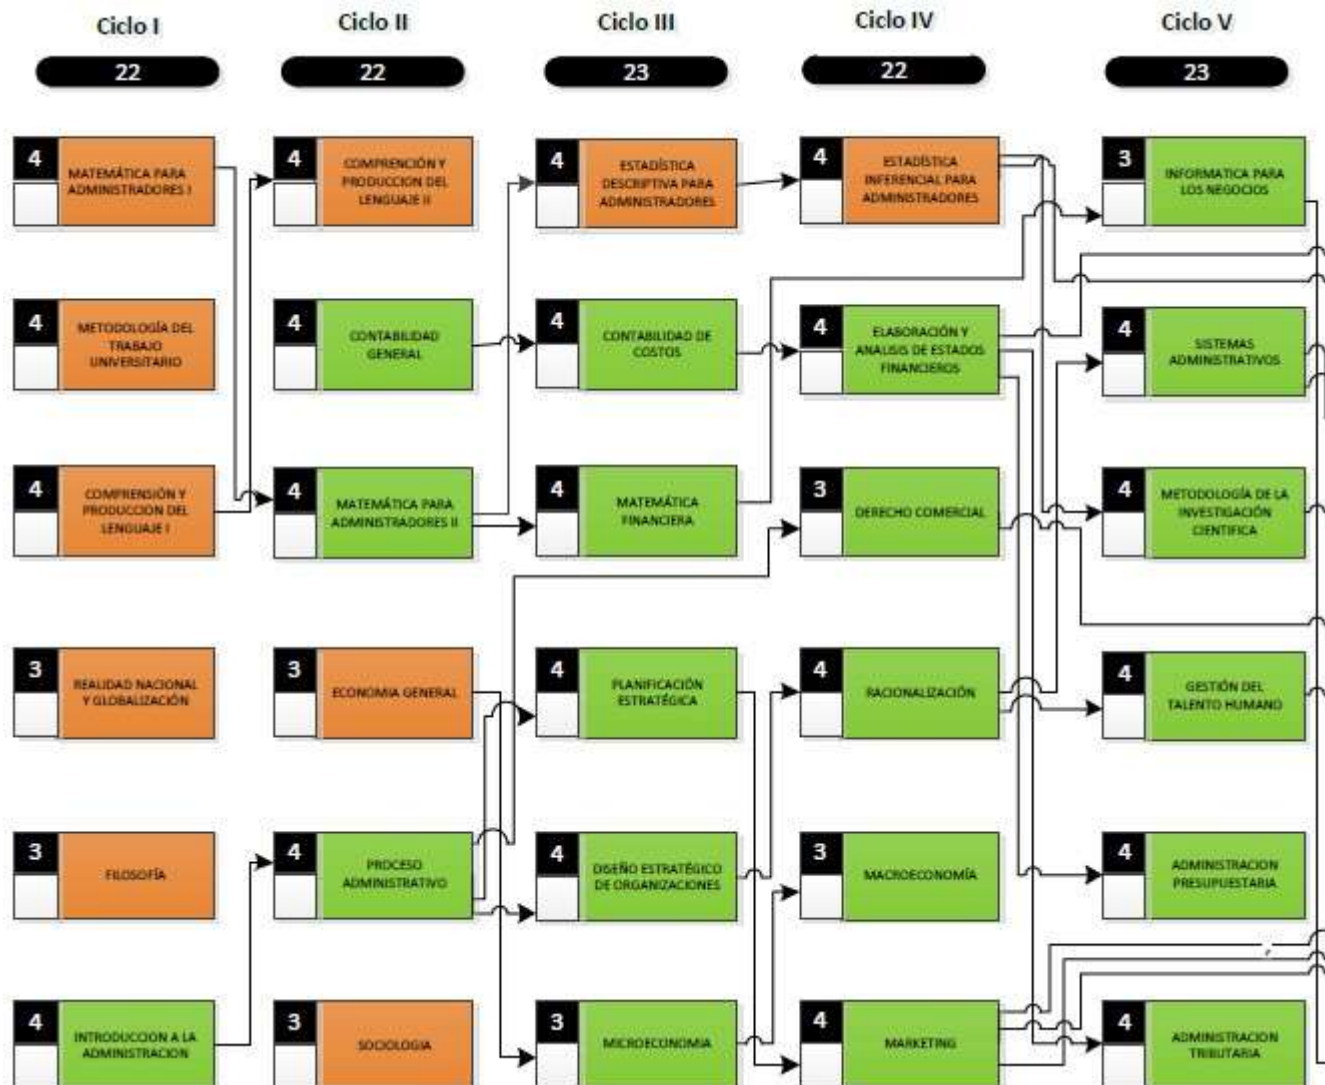 Ciclo I
Ciclo II
Ciclo III
Ciclo IV
Ciclo V
22
22
23
22
23
4
MATEMÁTICA PARA
ADMINISTRADORES I
4
COMPRENCIÓN Y
PRODUCCION DEL
LENGUAJE II
4
ESTADÍSTICA
DESCRIPTIVA PARA
ADMINISTRADORES
4
ESTADÍSTICA
INFERENCIAL PARA
ADMINISTRADORES
3
INFORMATICA PARA
LOS NEGOCIOS
4
METODOLOGÍA DEL
TRABAJO
UNIVERSITARIO
4
CONTABILIDAD
GENERAL
4
CONTABILIDAD DE
COSTOS
4
ELABORACIÓN Y
ANALISIS DE ESTADOS
FINANCIEROS
4
SISTEMAS
ADMINISTRATIVOS
4
COMPRENSIÓN Y
PRODUCCION DEL
LENGUAJE I
4
MATEMÁTICA PARA
ADMINISTRADORES II
4
MATEMÁTICA
FINANCIERA
3
DERECHO COMERCIAL
4
METODOLOGÍA DE LA
INVESTIGACIÓN
CIENTIFICA
3
REALIDAD NACIONAL
Y GLOBALIZACIÓN
3
ECONOMIA GENERAL
4
PLANIFICACIÓN
ESTRATÉGICA
4
RACIONALIZACIÓN
4
GESTIÓN DEL
TALENTO HUMANO
3
FILOSOFÍA
4
PROCESO
ADMINISTRATIVO
4
DISEÑO ESTRATÉGICO
DE ORGANIZACIONES
3
MACROECONOMÍA
4
ADMINISTRACION
PRESUPUESTARIA
4
INTRODUCCION A LA
ADMINISTRACION
3
SOCIOLOGIA
3
MICROECONOMIA
4
MARKETING
4
ADMINISTRACION
TRIBUTARIA